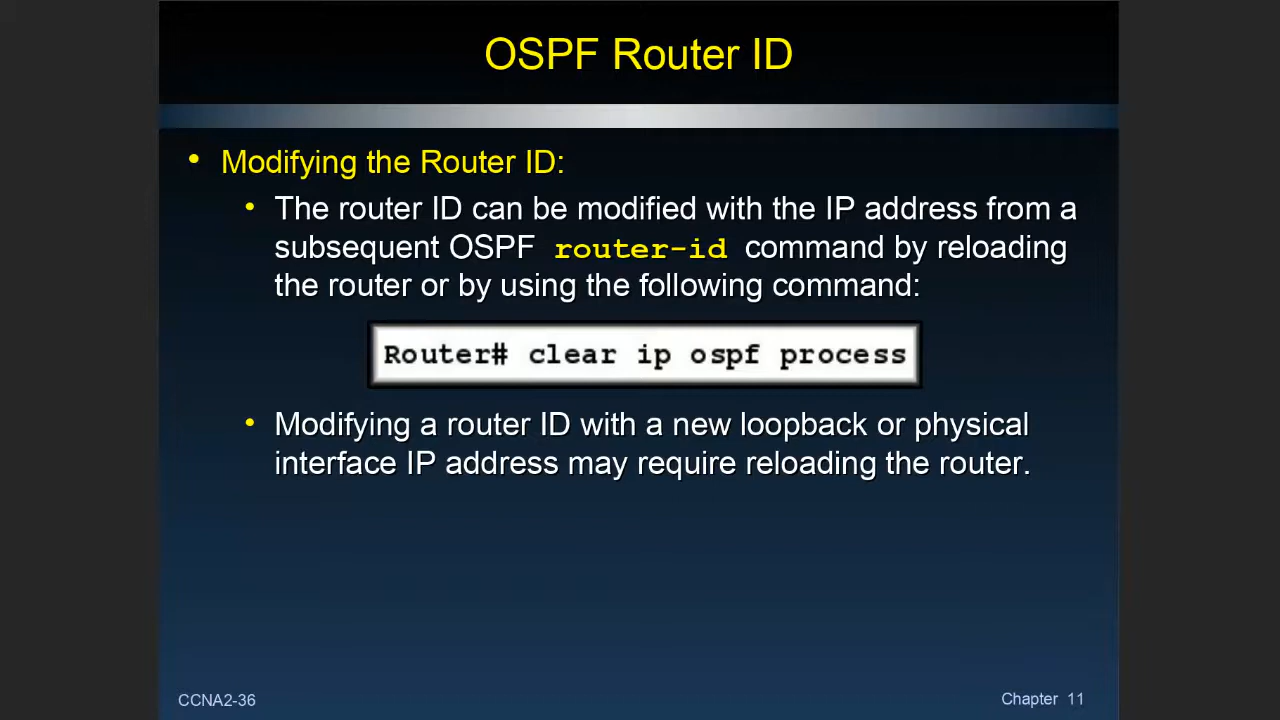 OSPF Router ID
• Modifying the Router ID:
• The router ID can be modified with the IP address from a
subsequent OSPF router-id command by reloading
the router or by using the following command:
Router# clear ip ospf process
• Modifying a router ID with a new loopback or physical
interface IP address may require reloading the router.
CCNA2-36
Chapter 11